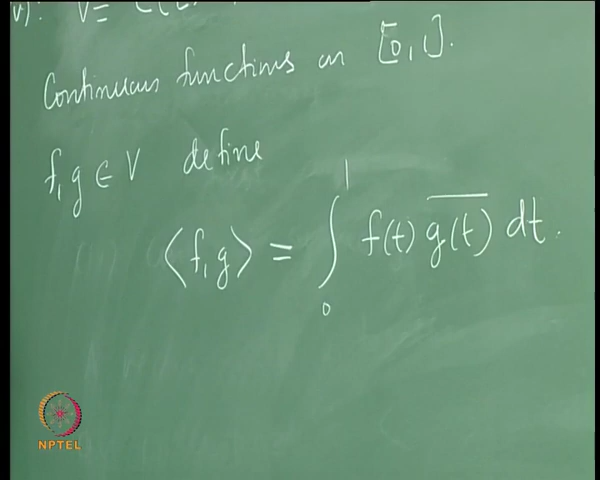 V =
Continuous functions on [0,1].
f,g ∈ V define
⟨f,g⟩ = ∫₀¹ f(t) \overline{g(t)} dt.
NPTEL